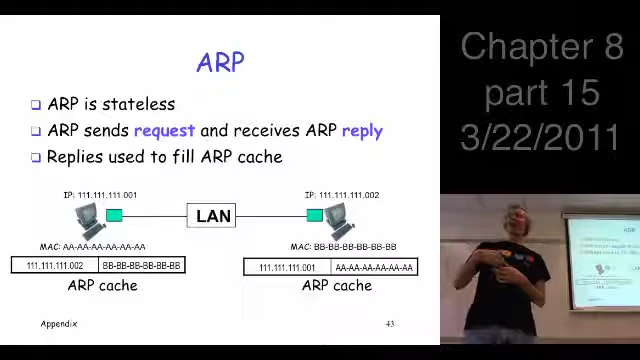 ARP
ARP is stateless
ARP sends request and receives ARP reply
Replies used to fill ARP cache
IP: 111.111.111.001
IP: 111.111.111.002
LAN
MAC: AA-AA-AA-AA-AA-AA
MAC: BB-BB-BB-BB-BB-BB
111.111.111.002 BB-BB-BB-BB-BB-BB
111.111.111.001 AA-AA-AA-AA-AA-AA
ARP cache
ARP cache
Appendix
43
Chapter 8
part 15
3/22/2011
ARP